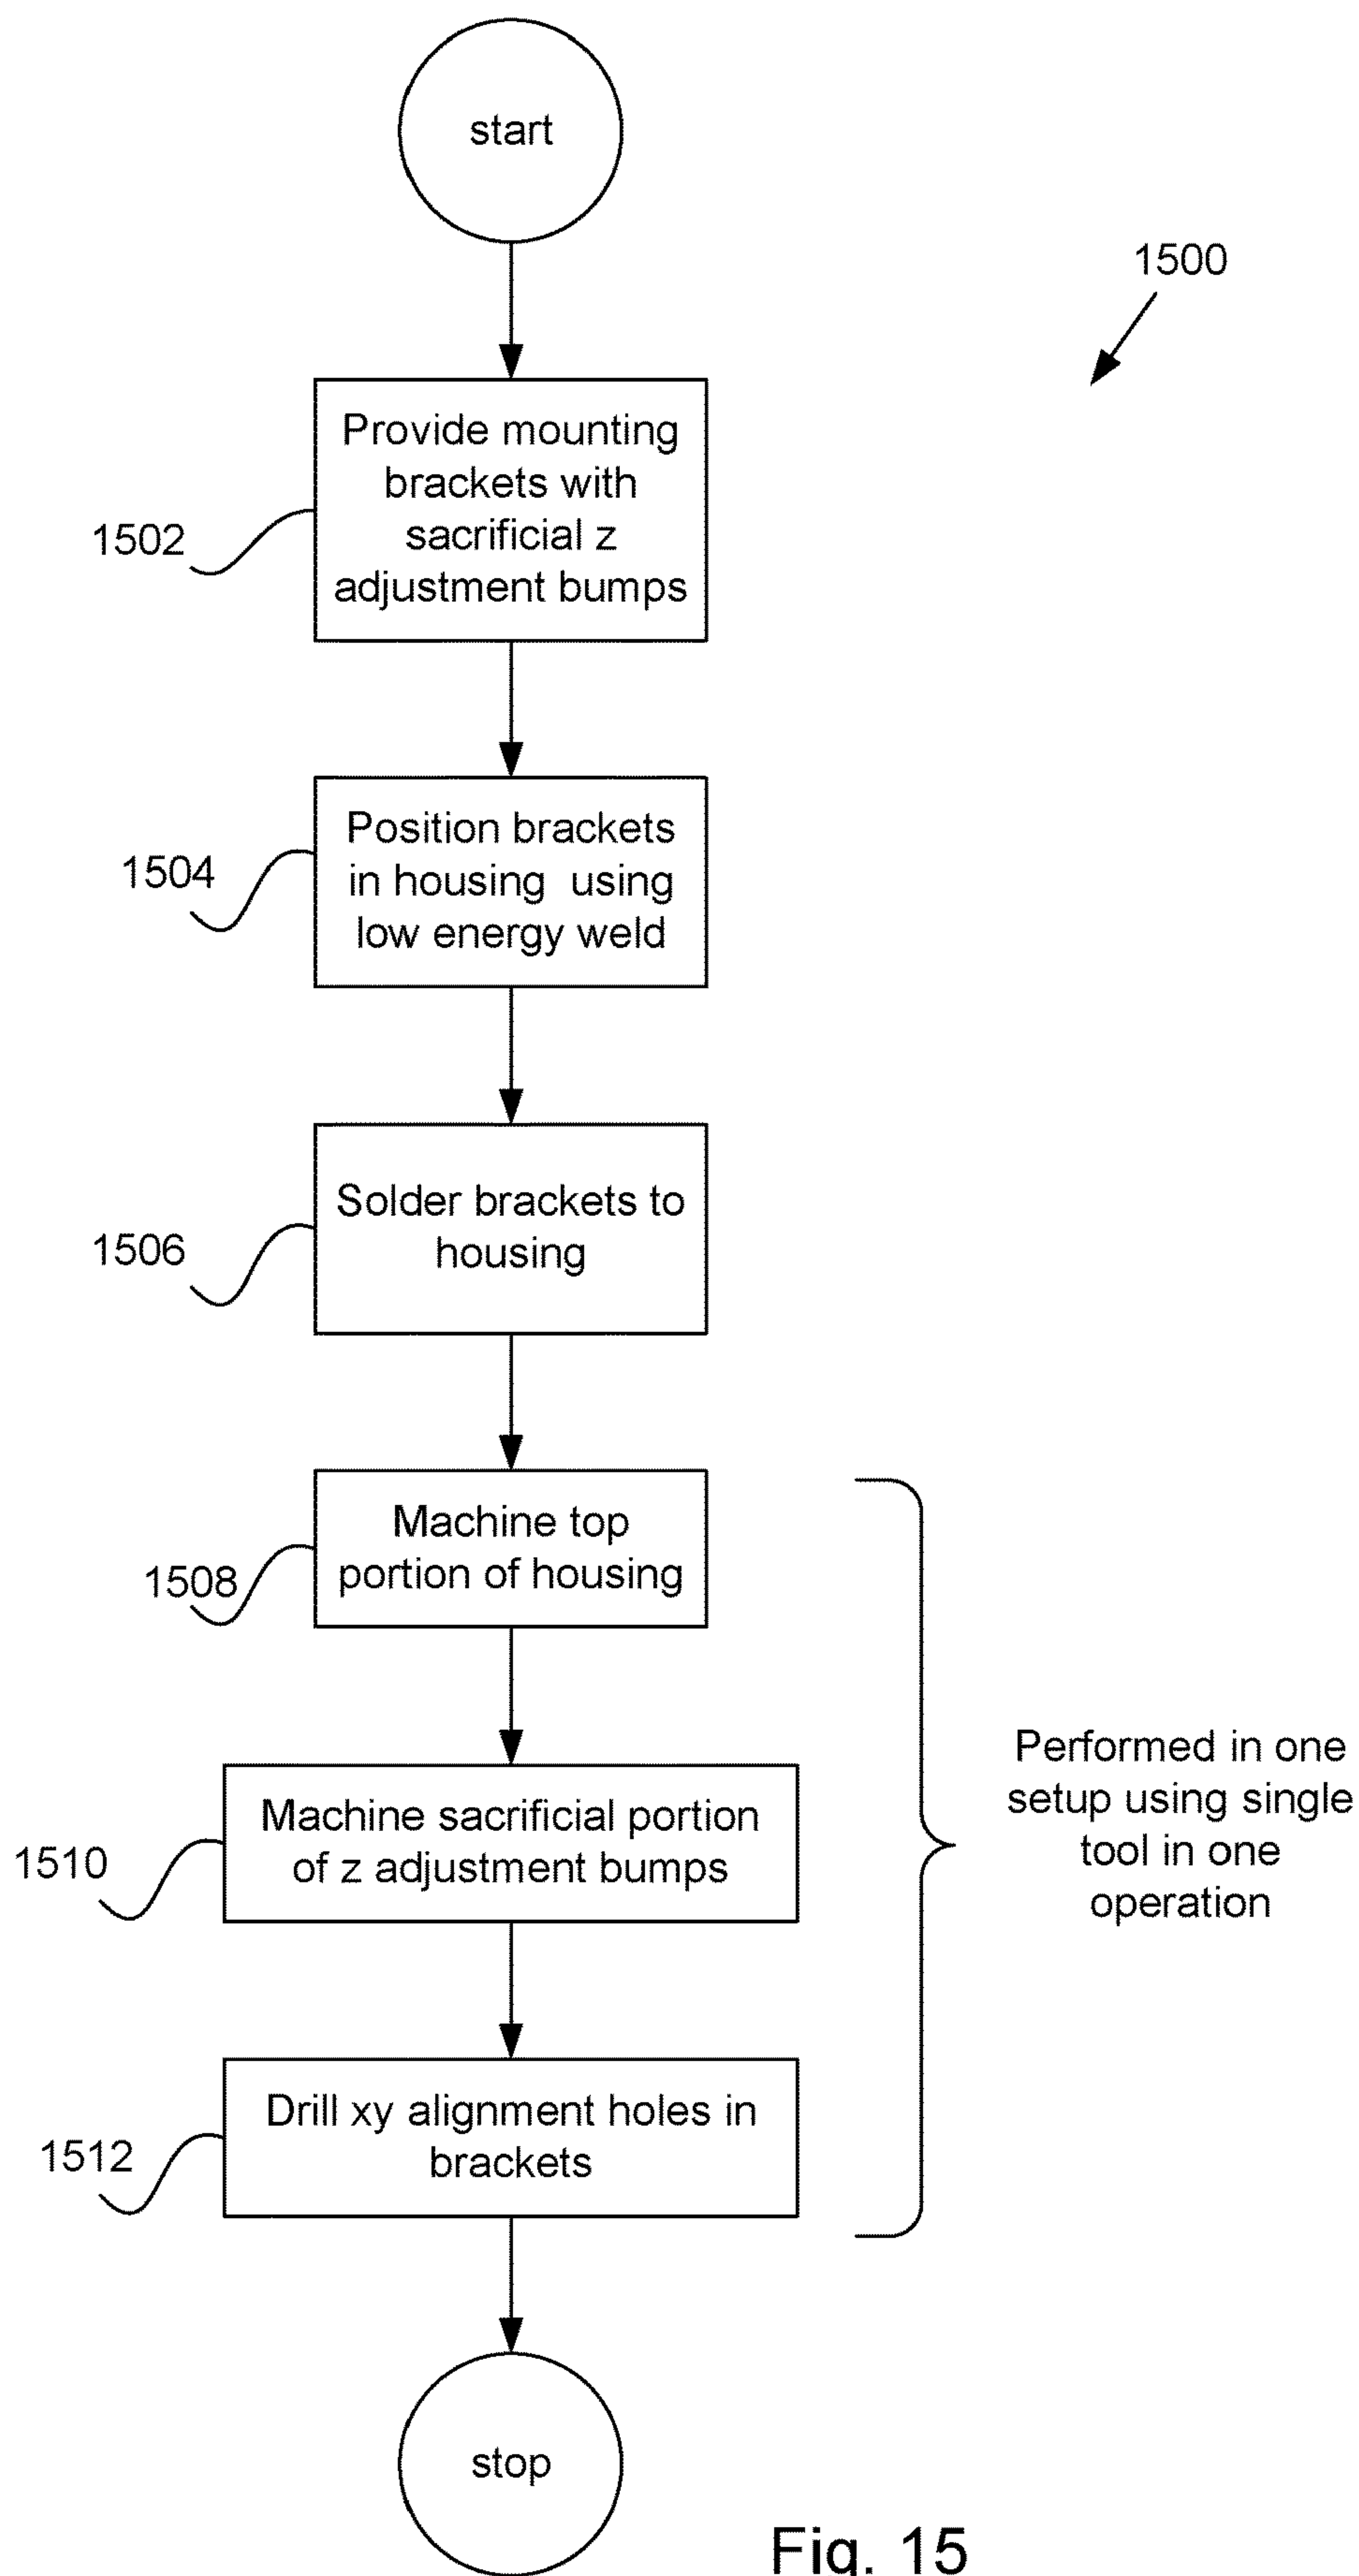 start
1500
Provide mounting
brackets with
sacrificial z
adjustment bumps
1502
Position brackets
in housing using
low energy weld
1504
Solder brackets to
housing
1506
Machine top
portion of housing
1508
Performed in one
setup using single
tool in one
operation
Machine sacrificial portion
of z adjustment bumps
1510
Drill xy alignment holes in
brackets
1512
stop
Fig. 15